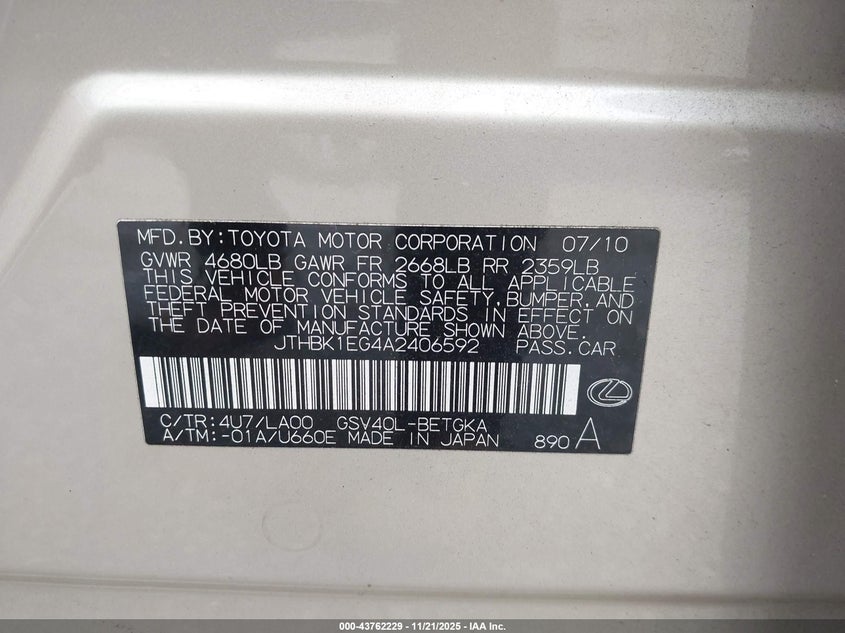 MFD.BY:TOYOTA MOTOR CORPORATION 07/10
GVWR 4680LB GAWR FR 2668LB RR 2359LB
THIS VEHICLE CONFORMS TO ALL APPLICABLE
FEDERAL MOTOR VEHICLE SAFETY,BUMPER,AND
THEFT PREVENTION STANDARDS IN EFFECT ON
THE DATE OF MANUFACTURE SHOWN ABOVE.
JTHBK1EG4A2406592 PASS.CAR
C/TR:4U7/LA00 GSV40L-BETGKA
A/TM:-01A/U660E MADE IN JAPAN 890 A
000-43762229 - 11/21/2025 - IAA Inc.